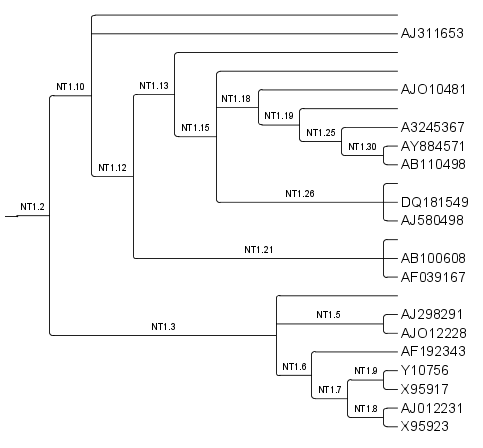 AJ311653
NT1.10
NT1.13
AJO10481
NT1.18
NT1.19
A3245367
NT1.15
NT1.25
AY884571
NT1.30
AB110498
NT1.12
NT1.26
DQ181549
NT1.2
AJ580498
NT1.21
AB100608
AF039167
NT1.5
AJ298291
NT1.3
AJO12228
AF192343
NT1.6
NT1.9
Y10756
NT1.7
X95917
NT1.8
AJ012231
X95923